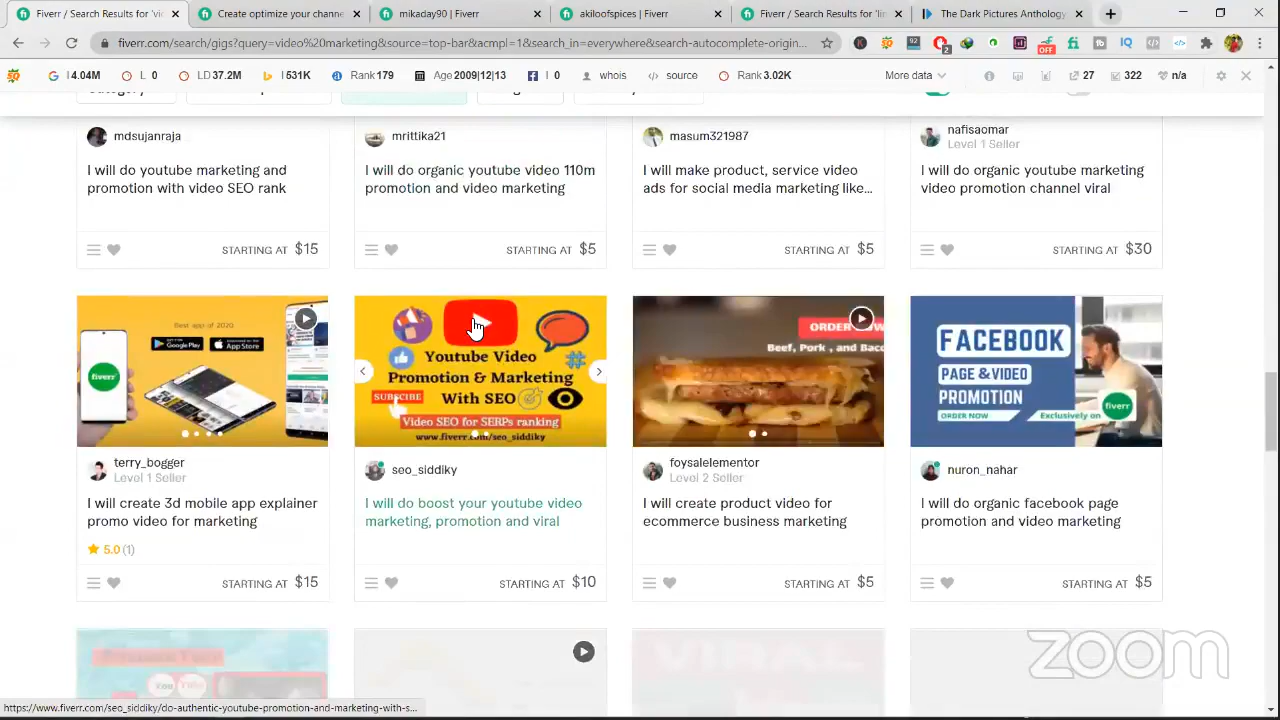 Fiverr / Search Results for 'vic
Create optimize your channe
mikaday90 | Fiverr
akiloofspices | Fiverr
Fiverr / Search Results for 'lin
The Dark Pictures Anthology
fiverr.com/search/gigs?query=video%20marketing&source=top-bar&acmpl=1&search_in=everywhere&search-autocomplete-origin...
I 4.04M
L 0
LD 37.2M
I 531K
Rank 179
Age 2009|12|13
I 0
whois
source
Rank 3.02K
More data
27
322
n/a
mdsujanraja
I will do youtube marketing and
promotion with video SEO rank
STARTING AT $15
mrittika21
I will do organic youtube video 110m
promotion and video marketing
STARTING AT $5
masum321987
I will make product, service video
ads for social media marketing like...
STARTING AT $5
nafisaomar
Level 1 Seller
I will do organic youtube marketing
video promotion channel viral
STARTING AT $30
Best app of 2020
Google Play
App Store
fiverr
terry_bogger
Level 1 Seller
I will create 3d mobile app explainer
promo video for marketing
5.0 (1)
STARTING AT $15
Youtube Video
Promotion & Marketing
With SEO
SUBSCRIBE
Video SEO for SERPs ranking
www.fiverr.com/seo_siddiky
seo_siddiky
I will do boost your youtube video
marketing, promotion and viral
STARTING AT $10
ORDER NOW
Beef, Pork , and Baco
foysalelementor
Level 2 Seller
I will create product video for
ecommerce business marketing
STARTING AT $5
FACEBOOK
PAGE & VIDEO
PROMOTION
ORDER NOW
Exclusively on
fiverr
nuron_nahar
I will do organic facebook page
promotion and video marketing
STARTING AT $5
VIRAL
zoom
https://www.fiverr.com/seo_siddiky/do-authentic-youtube-promotion-and-marketing-with-s...